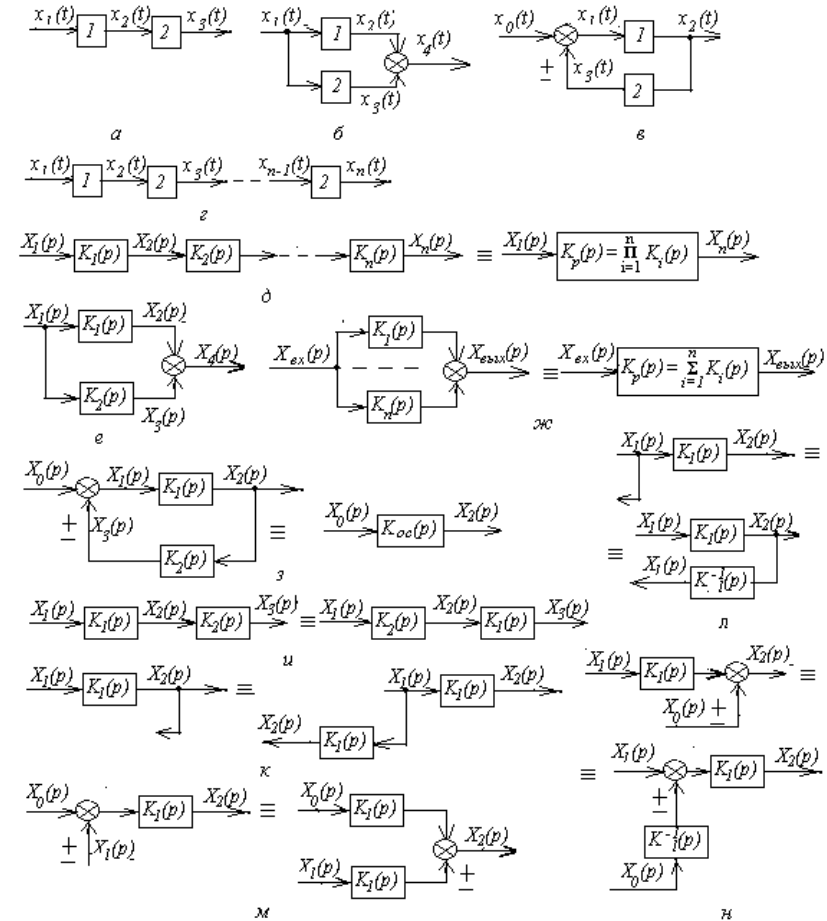 x₁(t) 1 x₂(t) 2 x₃(t)
а
x₁(t) 1 x₂(t) 2 x₃(t) x₄(t)
б
x₀(t) x₁(t) 1 x₂(t) ± x₃(t) 2
в
x₁(t) 1 x₂(t) 2 x₃(t) xₙ₋₁(t) 2 xₙ(t)
г
X₁(p) K₁(p) X₂(p) K₂(p) Kₙ(p) Xₙ(p) ≡ X₁(p) Kₚ(p)= n Π i=1 Kᵢ(p) Xₙ(p)
д
X₁(p) K₁(p) X₂(p) X₄(p) K₂(p) X₃(p)
е
Xвх(p) K₁(p) Kₙ(p) Xвых(p) ≡ Xвх(p) Kₚ(p)= n Σ i=1 Kᵢ(p) Xвых(p)
ж
X₀(p) X₁(p) K₁(p) X₂(p) ± X₃(p) K₂(p) ≡ X₀(p) Kос(p) X₂(p)
з
X₁(p) K₁(p) X₂(p) ≡
≡ X₁(p) K₁(p) X₂(p) X₁(p) K⁻¹₁(p)
л
X₁(p) K₁(p) X₂(p) K₂(p) X₃(p) ≡ X₁(p) K₂(p) X₂(p) K₁(p) X₃(p)
и
X₁(p) K₁(p) X₂(p) ≡ X₁(p) K₁(p) X₂(p) X₂(p) K₁(p)
к
X₁(p) K₁(p) X₂(p) X₀(p) ± ≡
≡ X₁(p) K₁(p) X₂(p) ± K⁻¹₁(p) X₀(p)
н
X₀(p) K₁(p) X₂(p) ± X₁(p) ≡ X₀(p) K₁(p) X₁(p) K₁(p) X₂(p) ±
м